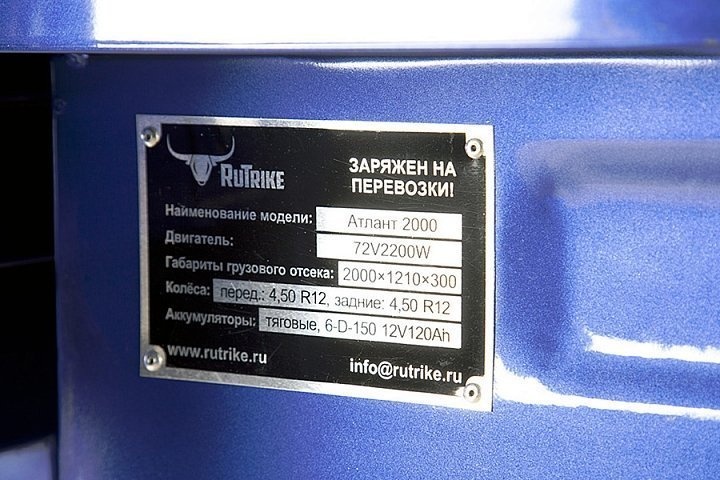 RUTRIKE
ЗАРЯЖЕН НА
ПЕРЕВОЗКИ!
Наименование модели: Атлант 2000
Двигатель: 72V2200W
Габариты грузового отсека: 2000×1210×300
Колёса: перед.: 4,50 R12, задние: 4,50 R12
Аккумуляторы: тяговые, 6-D-150 12V120Ah
www.rutrike.ru
info@rutrike.ru